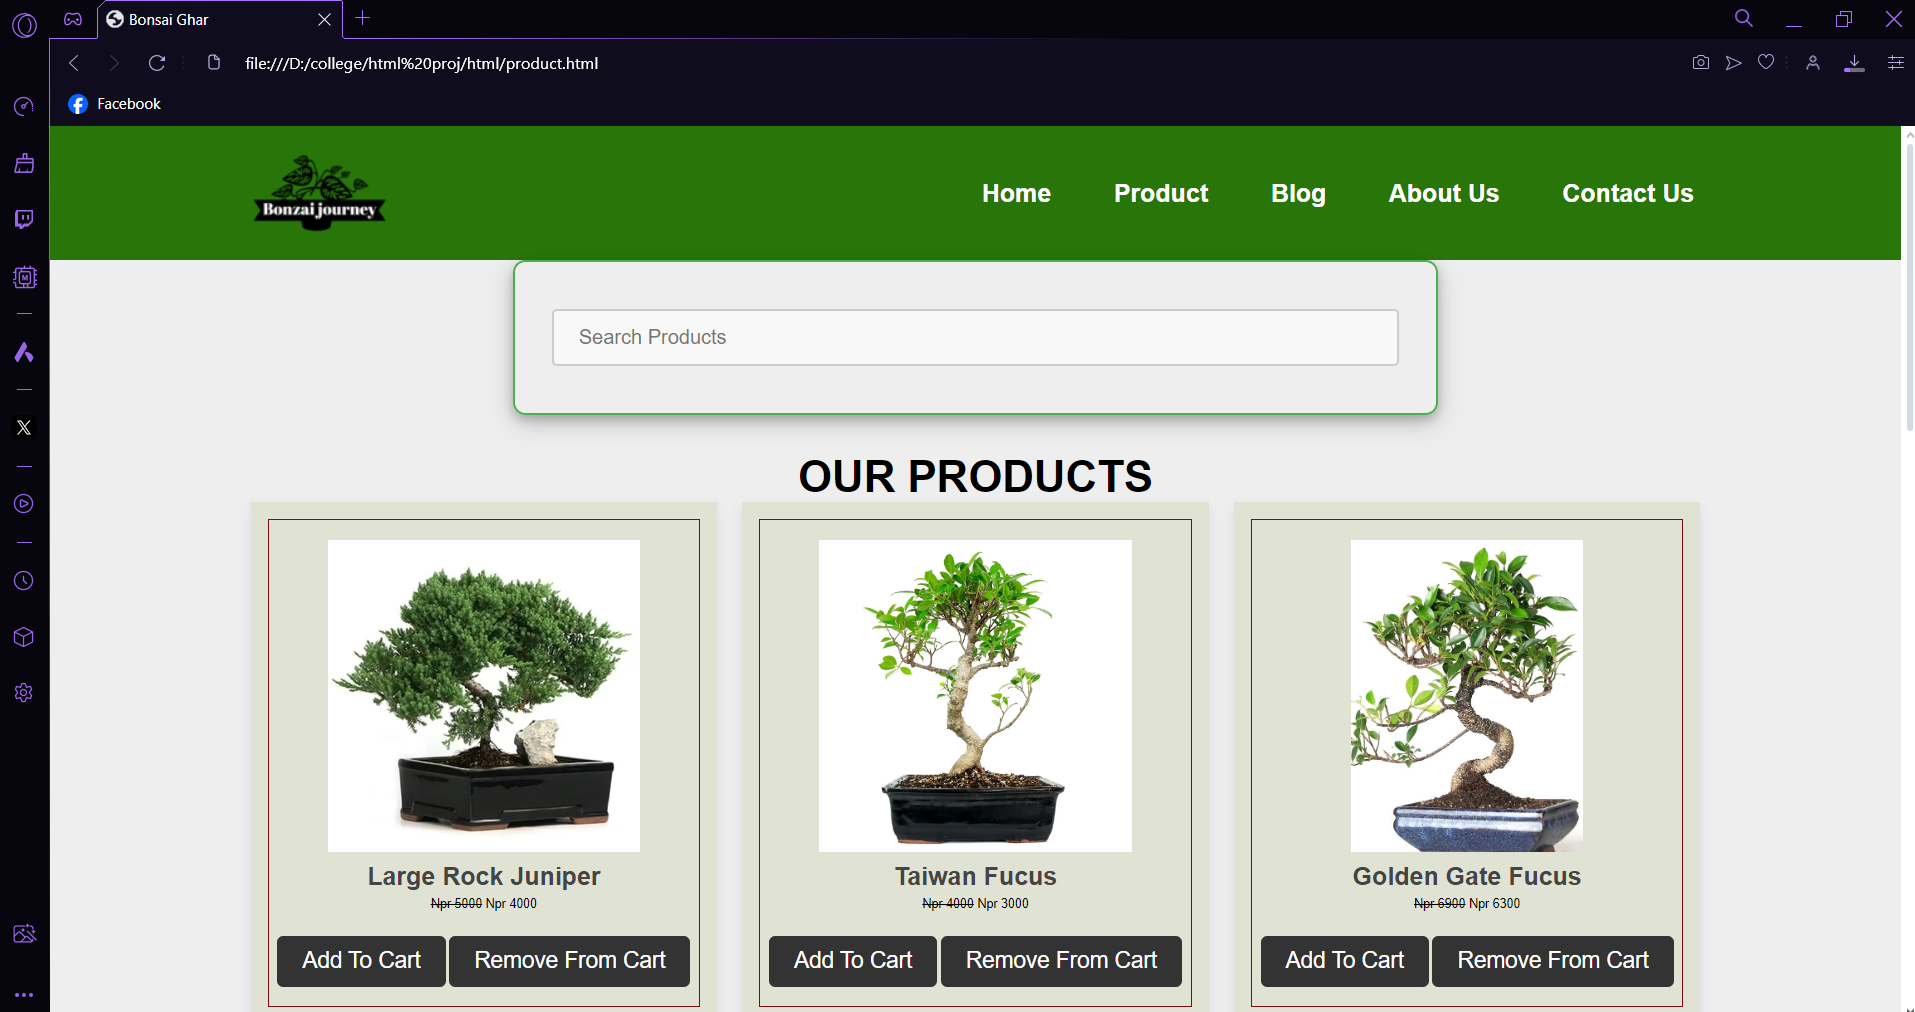 Bonsai Ghar
file:///D:/college/html%20proj/html/product.html
Facebook
Bonzai journey
Home Product Blog About Us Contact Us
Search Products
OUR PRODUCTS
Large Rock Juniper
Npr 5000 Npr 4000
Add To Cart Remove From Cart
Taiwan Fucus
Npr 4000 Npr 3000
Add To Cart Remove From Cart
Golden Gate Fucus
Npr 6900 Npr 6300
Add To Cart Remove From Cart